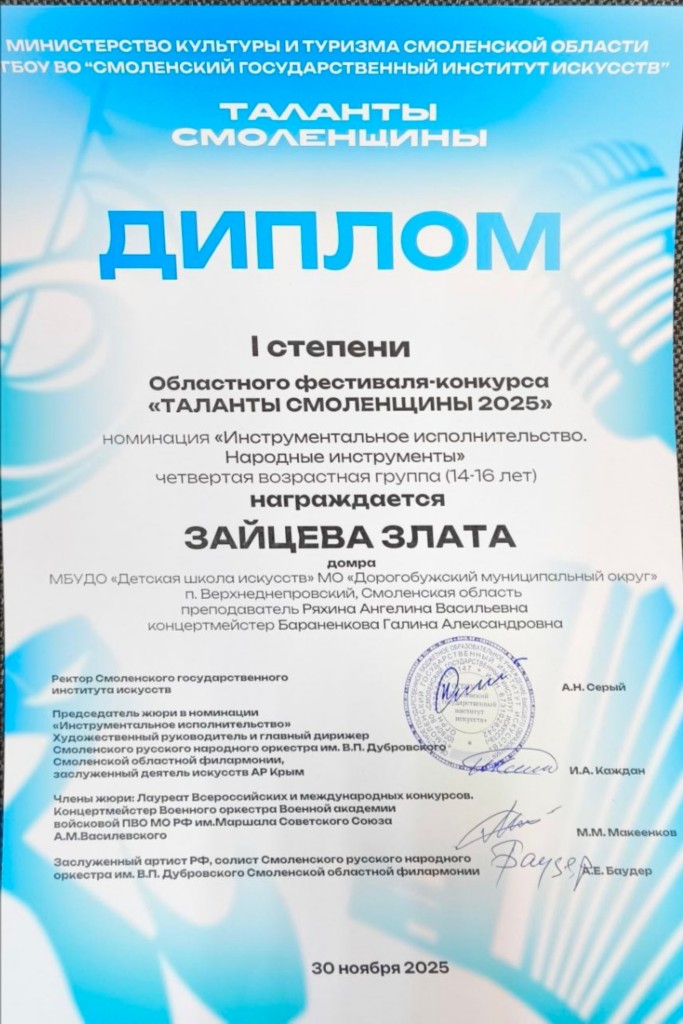 МИНИСТЕРСТВО КУЛЬТУРЫ И ТУРИЗМА СМОЛЕНСКОЙ ОБЛАСТИ
ГБОУ ВО “СМОЛЕНСКИЙ ГОСУДАРСТВЕННЫЙ ИНСТИТУТ ИСКУССТВ”
ТАЛАНТЫ
СМОЛЕНЩИНЫ
ДИПЛОМ
I степени
Областного фестиваля-конкурса
«ТАЛАНТЫ СМОЛЕНЩИНЫ 2025»
номинация «Инструментальное исполнительство.
Народные инструменты»
четвертая возрастная группа (14-16 лет)
награждается
ЗАЙЦЕВА ЗЛАТА
домра
МБУДО «Детская школа искусств» МО «Дорогобужский муниципальный округ»
п. Верхнеднепровский, Смоленская область
преподаватель Ряхина Ангелина Васильевна
концертмейстер Бараненкова Галина Александровна
Ректор Смоленского государственного
института искусств
А.Н. Серый
Председатель жюри в номинации
«Инструментальное исполнительство»
Художественный руководитель и главный дирижер
Смоленского русского народного оркестра им. В.П. Дубровского
Смоленской областной филармонии,
заслуженный деятель искусств АР Крым
И.А. Каждан
Члены жюри: Лауреат Всероссийских и международных конкурсов.
Концертмейстер Военного оркестра Военной академии
войсковой ПВО МО РФ им.Маршала Советского Союза
А.М.Василевского
М.М. Макеенков
Заслуженный артист РФ, солист Смоленского русского народного
оркестра им. В.П. Дубровского Смоленской областной филармонии
Баудер
А.Е. Баудер
30 ноября 2025